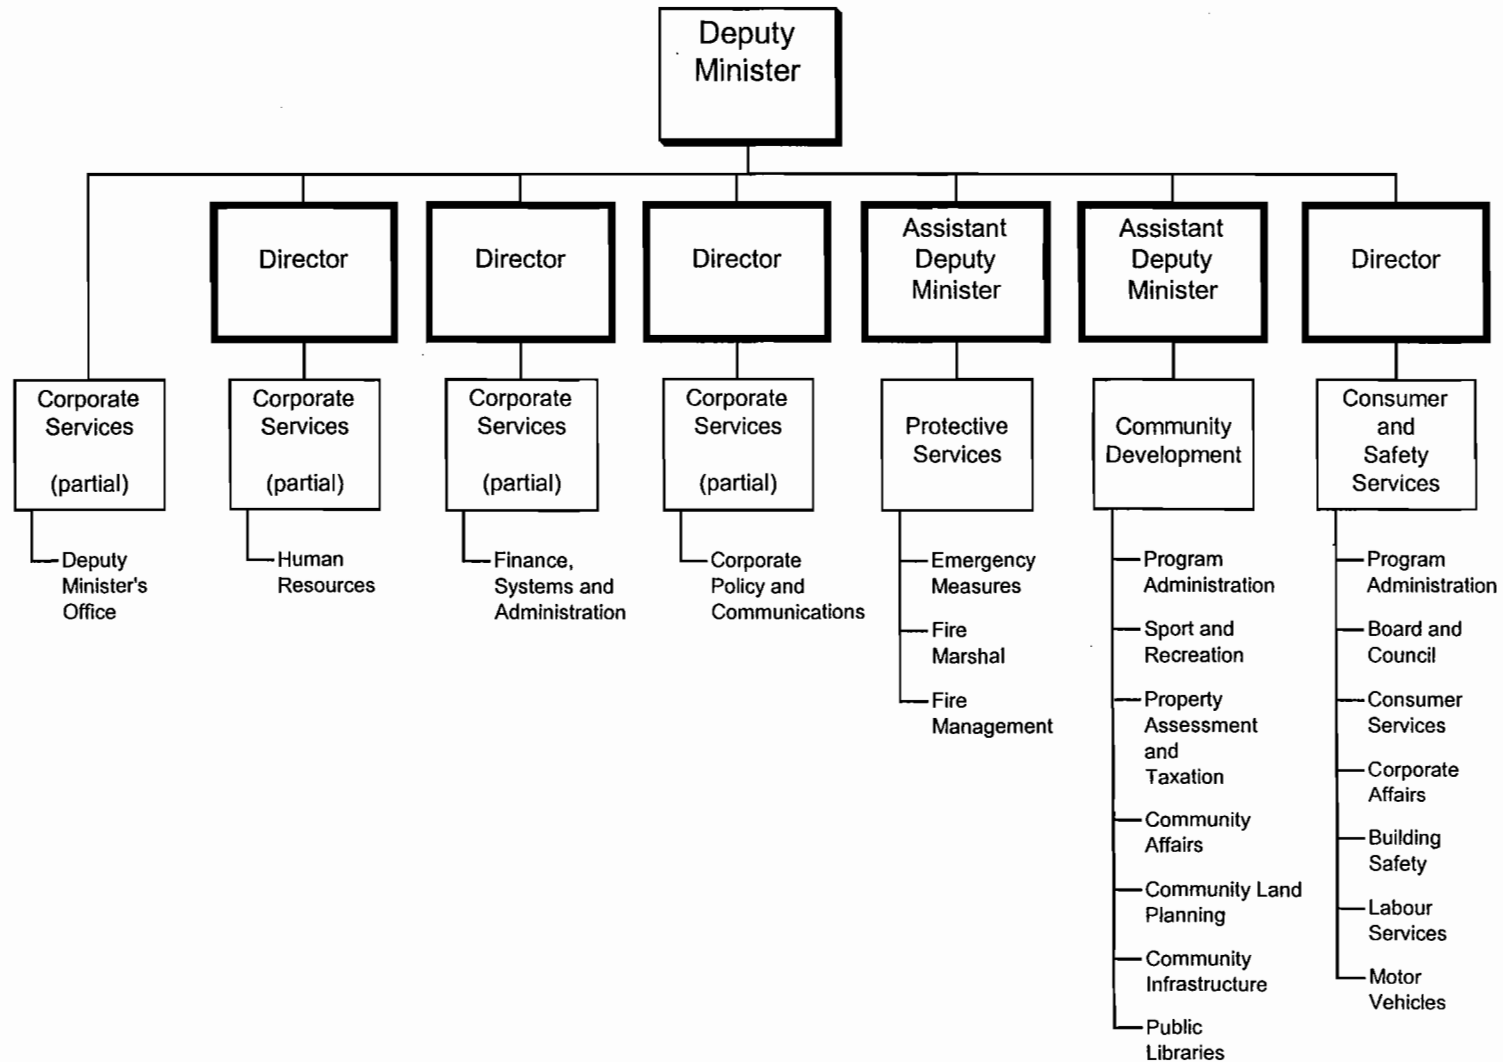 Deputy
Minister
Director
Director
Director
Assistant
Deputy
Minister
Assistant
Deputy
Minister
Director
Corporate
Services
(partial)
Corporate
Services
(partial)
Corporate
Services
(partial)
Corporate
Services
(partial)
Protective
Services
Community
Development
Consumer
and
Safety
Services
Deputy
Minister's
Office
Human
Resources
Finance,
Systems and
Administration
Corporate
Policy and
Communications
Emergency
Measures
Fire
Marshal
Fire
Management
Program
Administration
Sport and
Recreation
Property
Assessment
and
Taxation
Community
Affairs
Community Land
Planning
Community
Infrastructure
Public
Libraries
Program
Administration
Board and
Council
Consumer
Services
Corporate
Affairs
Building
Safety
Labour
Services
Motor
Vehicles